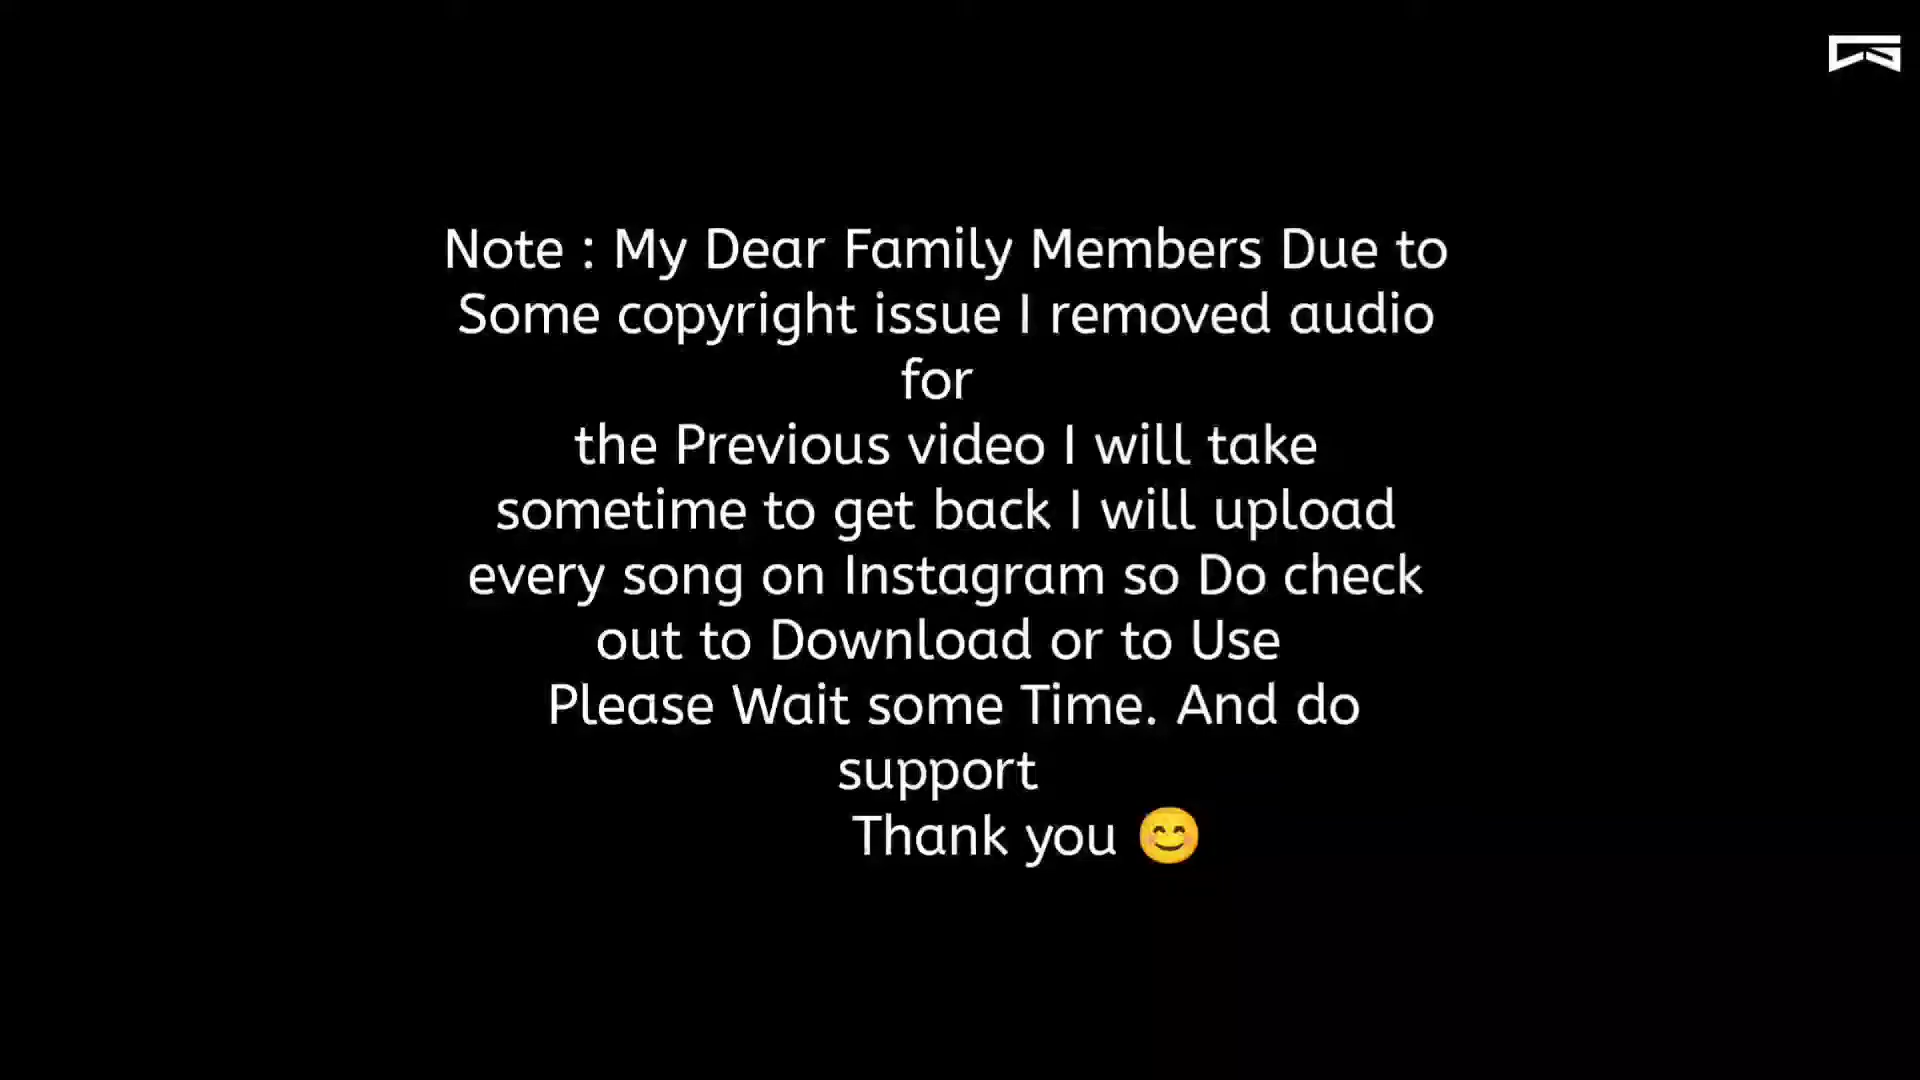 Note : My Dear Family Members Due to
Some copyright issue I removed audio
for
the Previous video I will take
sometime to get back I will upload
every song on Instagram so Do check
out to Download or to Use
Please Wait some Time. And do
support
Thank you 😊